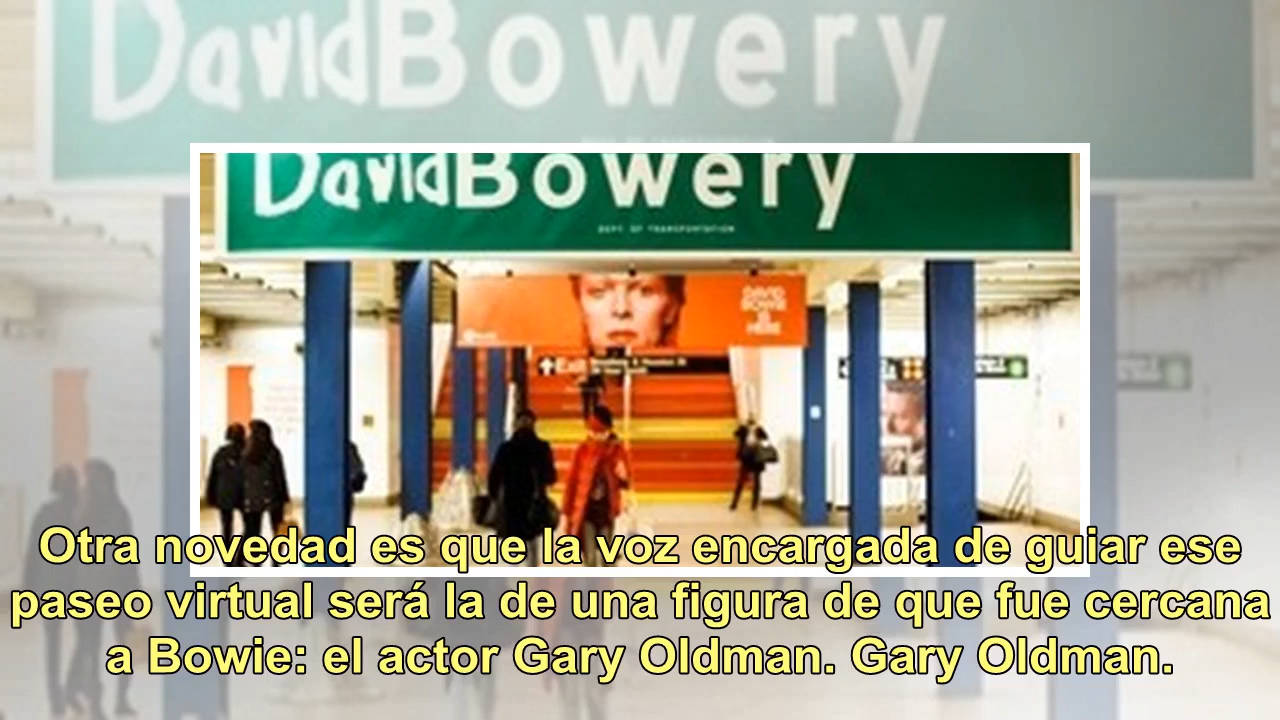 DavidBowery
DavidBowery
DEPT OF TRANSPORTATION
DAVID
BOWIE
IS
HERE
Exit
Otra novedad es que la voz encargada de guiar ese
paseo virtual será la de una figura de que fue cercana
a Bowie: el actor Gary Oldman. Gary Oldman.